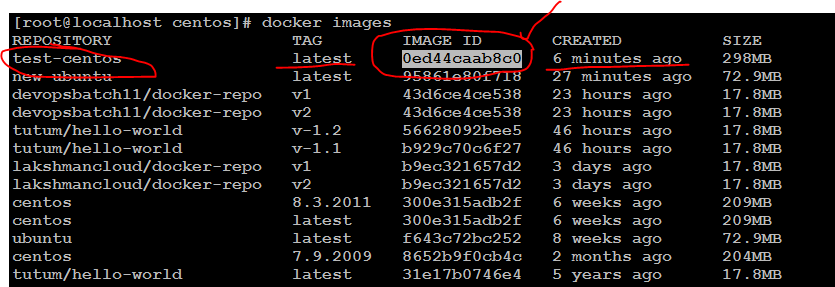 [root@localhost centos]# docker images
REPOSITORY TAG IMAGE ID CREATED SIZE
test-centos latest 0ed44caab8c0 6 minutes ago 298MB
new-ubuntu latest 95861e80f718 27 minutes ago 72.9MB
devopsbatch11/docker-repo v1 43d6ce4ce538 23 hours ago 17.8MB
devopsbatch11/docker-repo v2 43d6ce4ce538 23 hours ago 17.8MB
tutum/hello-world v-1.2 56628092bee5 46 hours ago 17.8MB
tutum/hello-world v-1.1 b929c70c6f27 46 hours ago 17.8MB
lakshmancloud/docker-repo v1 b9ec321657d2 3 days ago 17.8MB
lakshmancloud/docker-repo v2 b9ec321657d2 3 days ago 17.8MB
centos 8.3.2011 300e315adb2f 6 weeks ago 209MB
centos latest 300e315adb2f 6 weeks ago 209MB
ubuntu latest f643c72bc252 8 weeks ago 72.9MB
centos 7.9.2009 8652b9f0cb4c 2 months ago 204MB
tutum/hello-world latest 31e17b0746e4 5 years ago 17.8MB